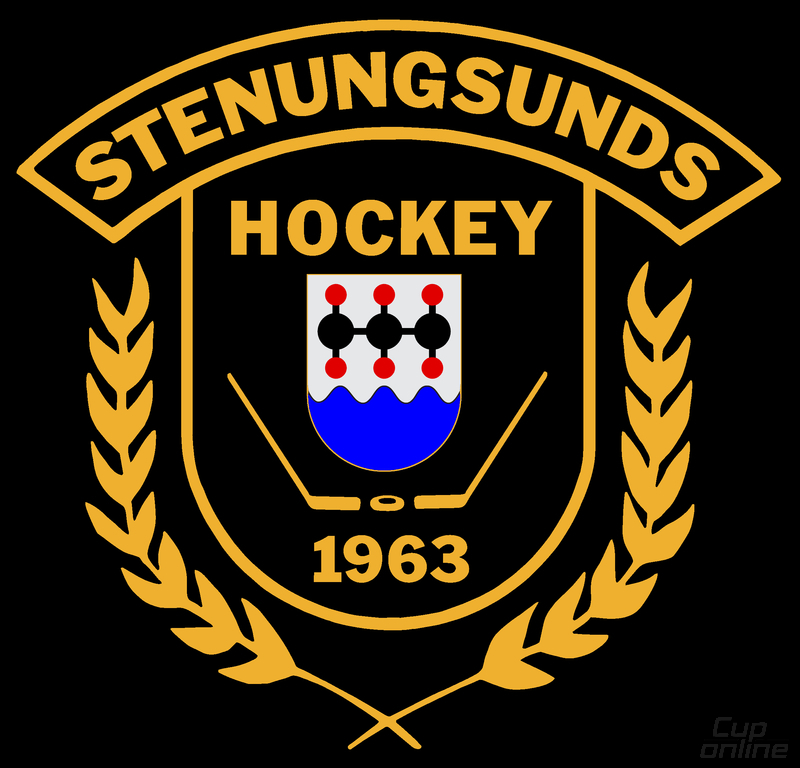 STENUNGSUNDS
HOCKEY
1963
Cup
online